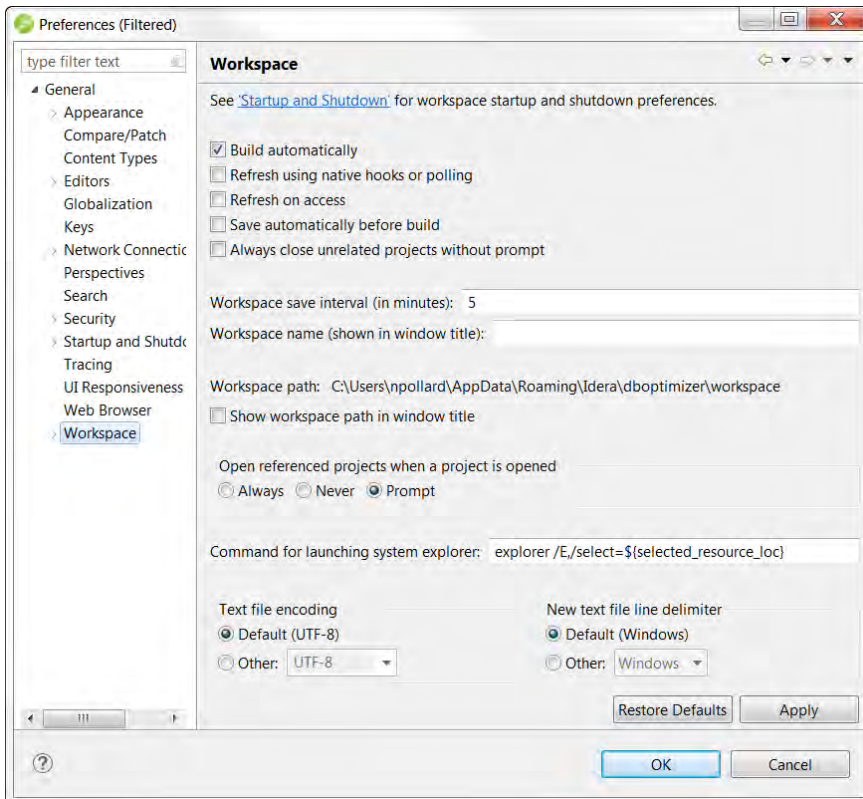 Preferences (Filtered)
type filter text
General
Appearance
Compare/Patch
Content Types
Editors
Globalization
Keys
Network Connectic
Perspectives
Search
Security
Startup and Shutdo
Tracing
UI Responsiveness
Web Browser
Workspace
Workspace
See 'Startup and Shutdown' for workspace startup and shutdown preferences.
Build automatically
Refresh using native hooks or polling
Refresh on access
Save automatically before build
Always close unrelated projects without prompt
Workspace save interval (in minutes): 5
Workspace name (shown in window title):
Workspace path: C:\Users\npollard\AppData\Roaming\Idera\dboptimizer\workspace
Show workspace path in window title
Open referenced projects when a project is opened
Always Never Prompt
Command for launching system explorer: explorer /E,/select=${selected_resource_loc}
Text file encoding
Default (UTF-8)
Other: UTF-8
New text file line delimiter
Default (Windows)
Other: Windows
Restore Defaults Apply
OK Cancel